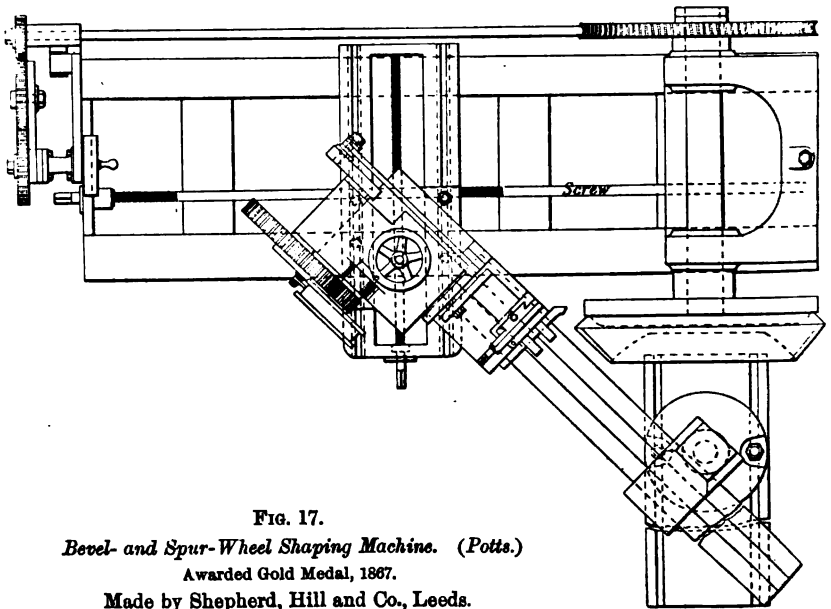 Screw
FIG. 17.
Bevel- and Spur-Wheel Shaping Machine. (Potts.)
Awarded Gold Medal, 1867.
Made by Shepherd, Hill and Co., Leeds.